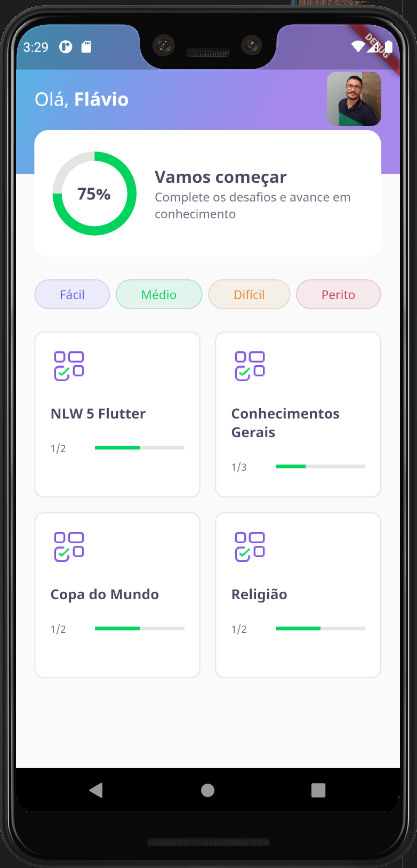 3:29
DEBUG
Olá, Flávio
75%
Vamos começar
Complete os desafios e avance em
conhecimento
Fácil
Médio
Difícil
Perito
NLW 5 Flutter
1/2
Conhecimentos
Gerais
1/3
Copa do Mundo
1/2
Religião
1/2